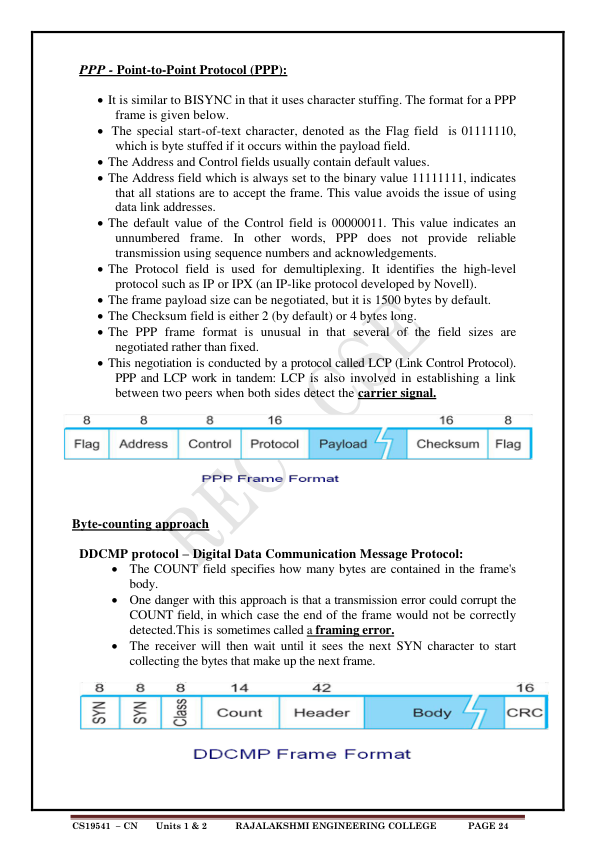 PPP - Point-to-Point Protocol (PPP):
• It is similar to BISYNC in that it uses character stuffing. The format for a PPP
frame is given below.
• The special start-of-text character, denoted as the Flag field is 01111110,
which is byte stuffed if it occurs within the payload field.
• The Address and Control fields usually contain default values.
• The Address field which is always set to the binary value 11111111, indicates
that all stations are to accept the frame. This value avoids the issue of using
data link addresses.
• The default value of the Control field is 00000011. This value indicates an
unnumbered frame. In other words, PPP does not provide reliable
transmission using sequence numbers and acknowledgements.
• The Protocol field is used for demultiplexing. It identifies the high-level
protocol such as IP or IPX (an IP-like protocol developed by Novell).
• The frame payload size can be negotiated, but it is 1500 bytes by default.
• The Checksum field is either 2 (by default) or 4 bytes long.
• The PPP frame format is unusual in that several of the field sizes are
negotiated rather than fixed.
• This negotiation is conducted by a protocol called LCP (Link Control Protocol).
PPP and LCP work in tandem: LCP is also involved in establishing a link
between two peers when both sides detect the carrier signal.
8 8 8 16 16 8
Flag Address Control Protocol Payload Checksum Flag
PPP Frame Format
REC CSE
Byte-counting approach
DDCMP protocol – Digital Data Communication Message Protocol:
• The COUNT field specifies how many bytes are contained in the frame's
body.
• One danger with this approach is that a transmission error could corrupt the
COUNT field, in which case the end of the frame would not be correctly
detected.This is sometimes called a framing error.
• The receiver will then wait until it sees the next SYN character to start
collecting the bytes that make up the next frame.
8 8 8 14 42 16
SYN SYN Class Count Header Body CRC
DDCMP Frame Format
CS19541 – CN Units 1 & 2 RAJALAKSHMI ENGINEERING COLLEGE PAGE 24